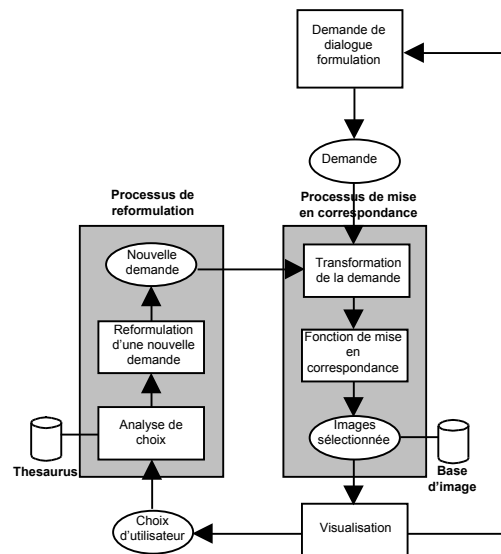 Demande de
dialogue
formulation
Demande
Processus de
reformulation
Processus de mise
en correspondance
Nouvelle
demande
Transformation
de la demande
Reformulation
d'une nouvelle
demande
Fonction de mise
en
correspondance
Analyse de
choix
Images
sélectionnée
Thesaurus
Base
d'image
Choix
d'utilisateur
Visualisation